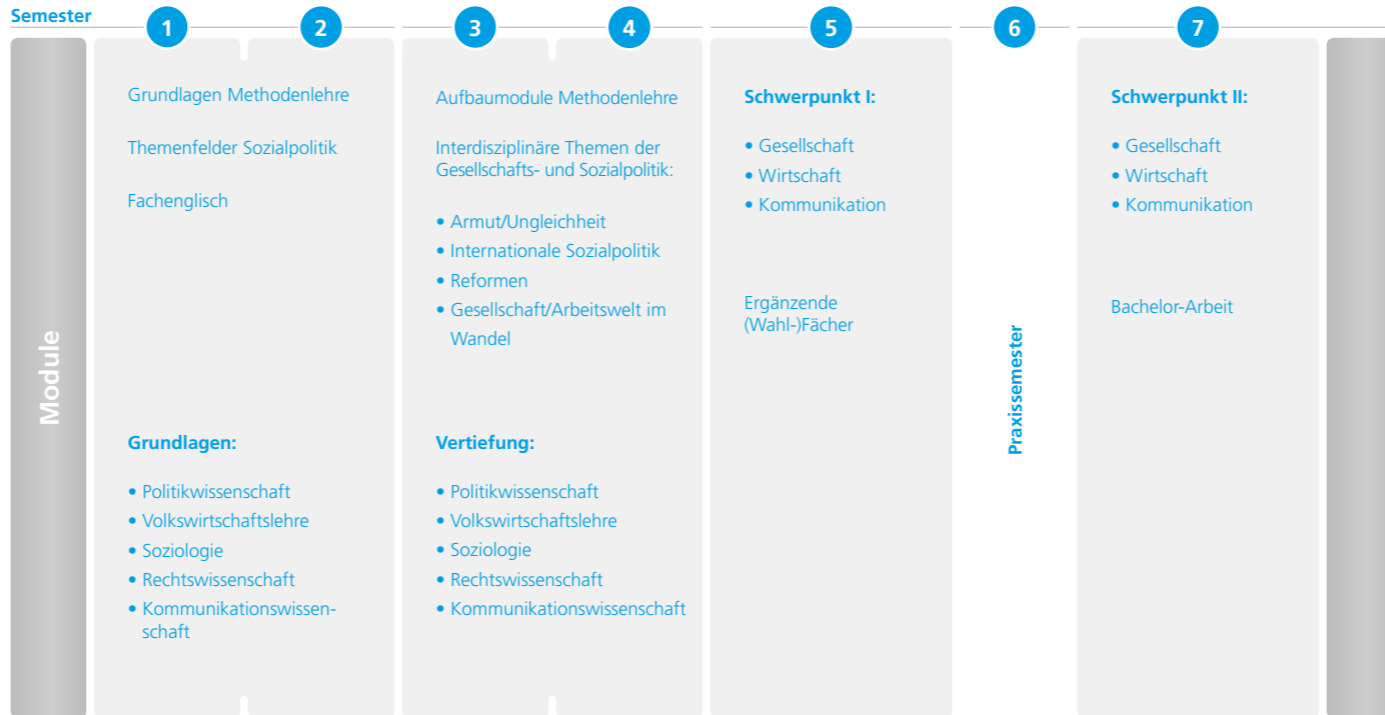 Semester
1
2
3
4
5
6
7
Module
Grundlagen Methodenlehre
Themenfelder Sozialpolitik
Fachenglisch
Grundlagen:
• Politikwissenschaft
• Volkswirtschaftslehre
• Soziologie
• Rechtswissenschaft
• Kommunikationswissen-
schaft
Aufbaumodule Methodenlehre
Interdisziplinäre Themen der
Gesellschafts- und Sozialpolitik:
• Armut/Ungleichheit
• Internationale Sozialpolitik
• Reformen
• Gesellschaft/Arbeitswelt im
Wandel
Vertiefung:
• Politikwissenschaft
• Volkswirtschaftslehre
• Soziologie
• Rechtswissenschaft
• Kommunikationswissenschaft
Schwerpunkt I:
• Gesellschaft
• Wirtschaft
• Kommunikation
Ergänzende
(Wahl-)Fächer
Praxissemester
Schwerpunkt II:
• Gesellschaft
• Wirtschaft
• Kommunikation
Bachelor-Arbeit